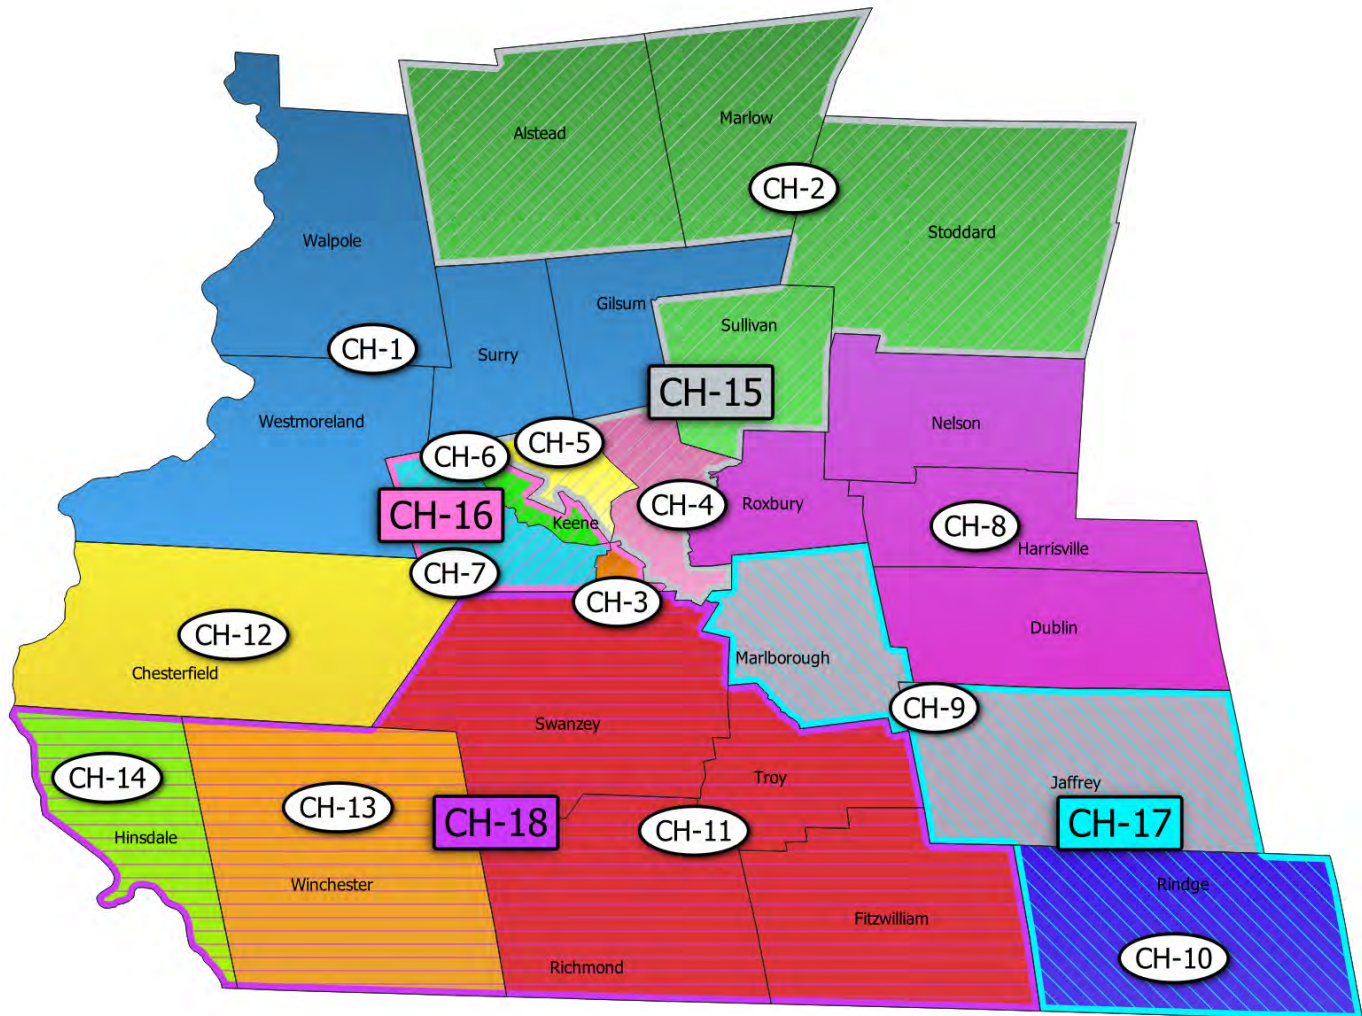 Alstead
Marlow
CH-2
Stoddard
Walpole
Gilsum
Sullivan
CH-1
Surry
CH-15
Westmoreland
Nelson
CH-5
CH-6
CH-4
Roxbury
CH-16
Keene
CH-8
Harrisville
CH-7
CH-3
CH-12
Dublin
Chesterfield
Marlborough
CH-9
Swanzey
CH-14
Troy
Jaffrey
CH-13
CH-18
CH-11
CH-17
Hinsdale
Winchester
Rindge
Fitzwilliam
CH-10
Richmond